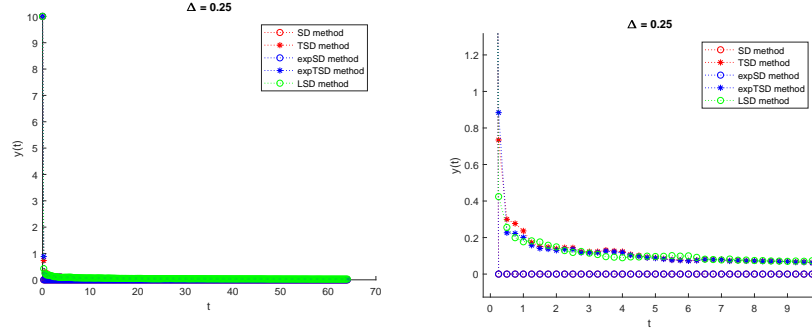 Δ = 0.25
10
9
8
7
6
5
4
3
2
1
0
y(t)
0 10 20 30 40 50 60 70
t
SD method
TSD method
expSD method
expTSD method
LSD method
Δ = 0.25
1.2
1
0.8
0.6
0.4
0.2
0
y(t)
0 1 2 3 4 5 6 7 8 9
t
SD method
TSD method
expSD method
expTSD method
LSD method